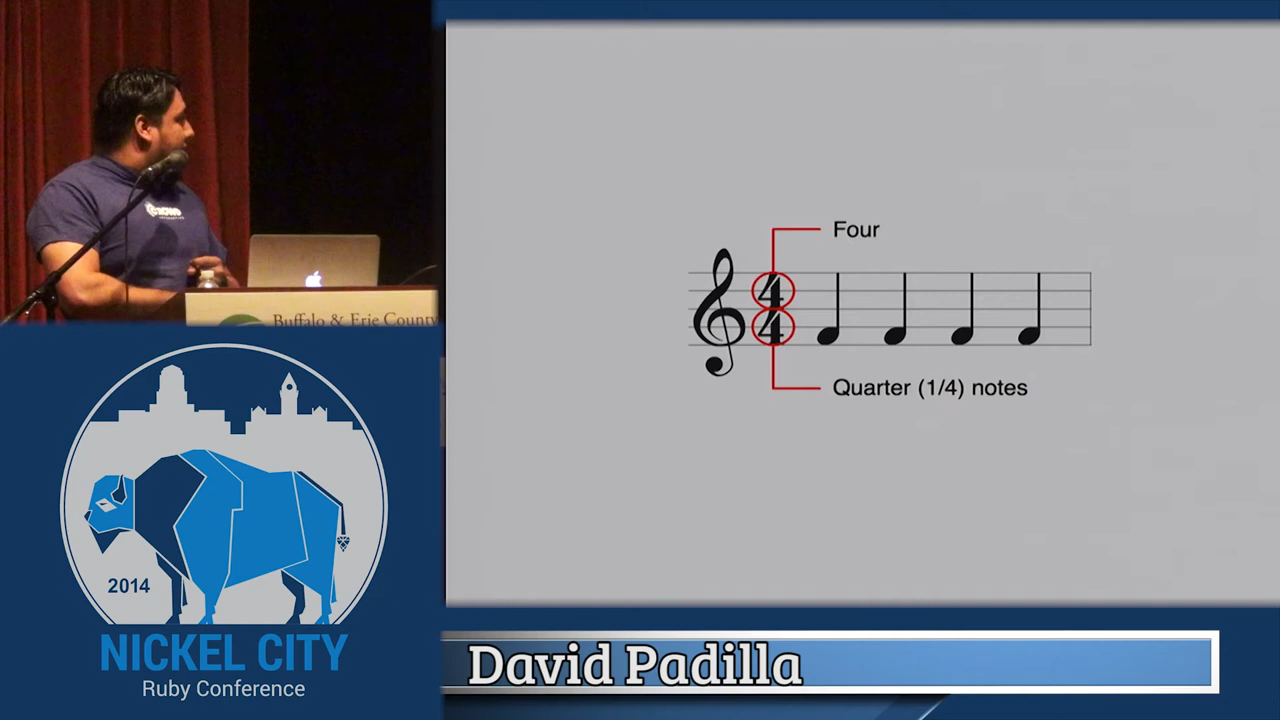 Four
4
4
Quarter (1/4) notes
Buffalo & Erie County
2014
NICKEL CITY
Ruby Conference
David Padilla